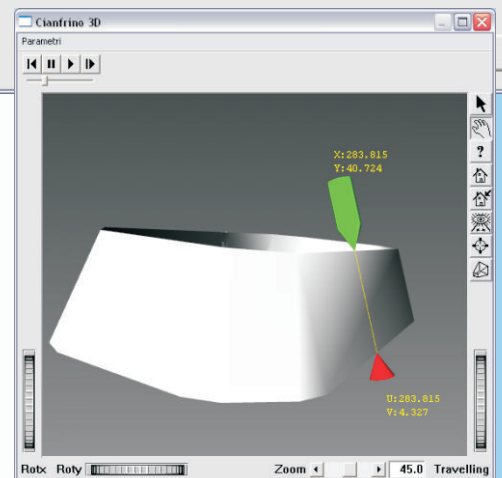 Cianfrino 3D
Parametri
X:283.815
Y:40.724
?
U:283.815
V:4.327
Rotx Roty Zoom 45.0 Travelling